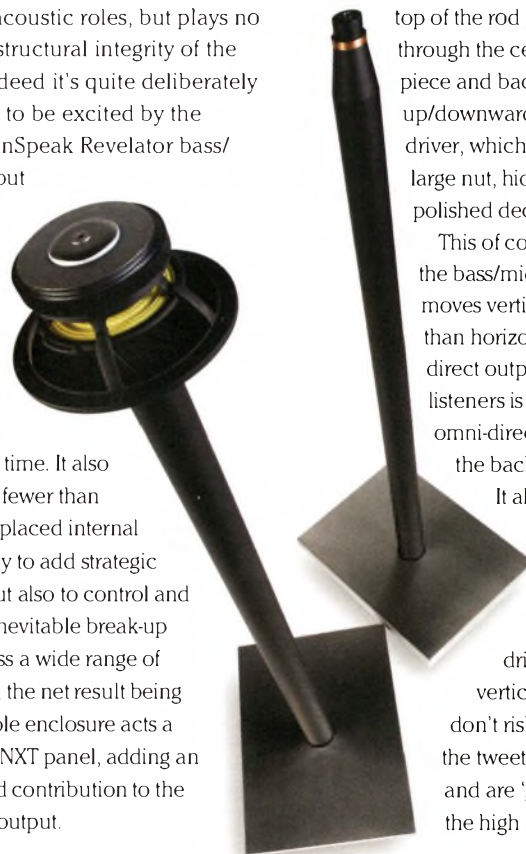 acoustic roles, but plays no
structural integrity of the
deed it's quite deliberately
to be excited by the
nSpeak Revelator bass/
out
time. It also
fewer than
placed internal
y to add strategic
ut also to control and
nevitable break-up
ss a wide range of
the net result being
ble enclosure acts a
NXT panel, adding an
d contribution to the
output.
top of the rod
through the ce
piece and bac
up/downward
driver, which
large nut, hid
polished dec
This of co
the bass/mid
moves verti
than horizo
direct outp
listeners is
omni-direc
the back
It al
dri
vertic
don't risk
the tweet
and are 'p
the high